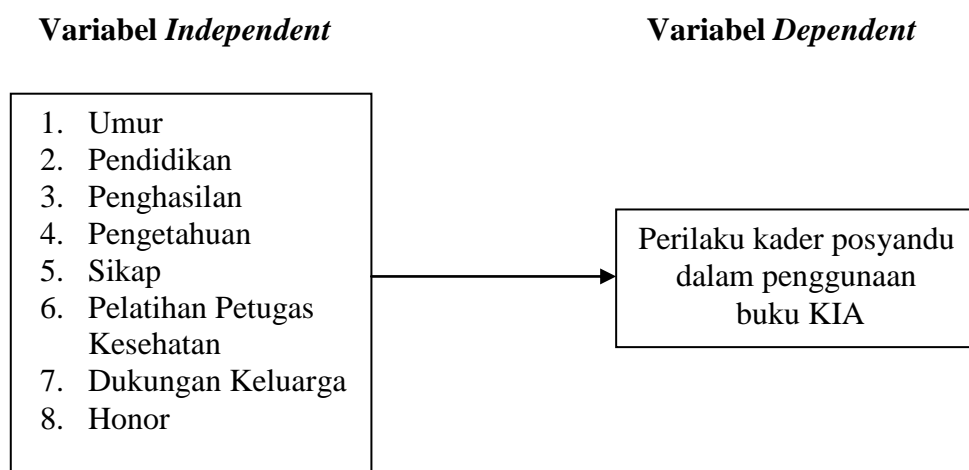 Variabel Independent
Variabel Dependent
1. Umur
2. Pendidikan
3. Penghasilan
4. Pengetahuan
5. Sikap
6. Pelatihan Petugas
Kesehatan
7. Dukungan Keluarga
8. Honor
Perilaku kader posyandu
dalam penggunaan
buku KIA